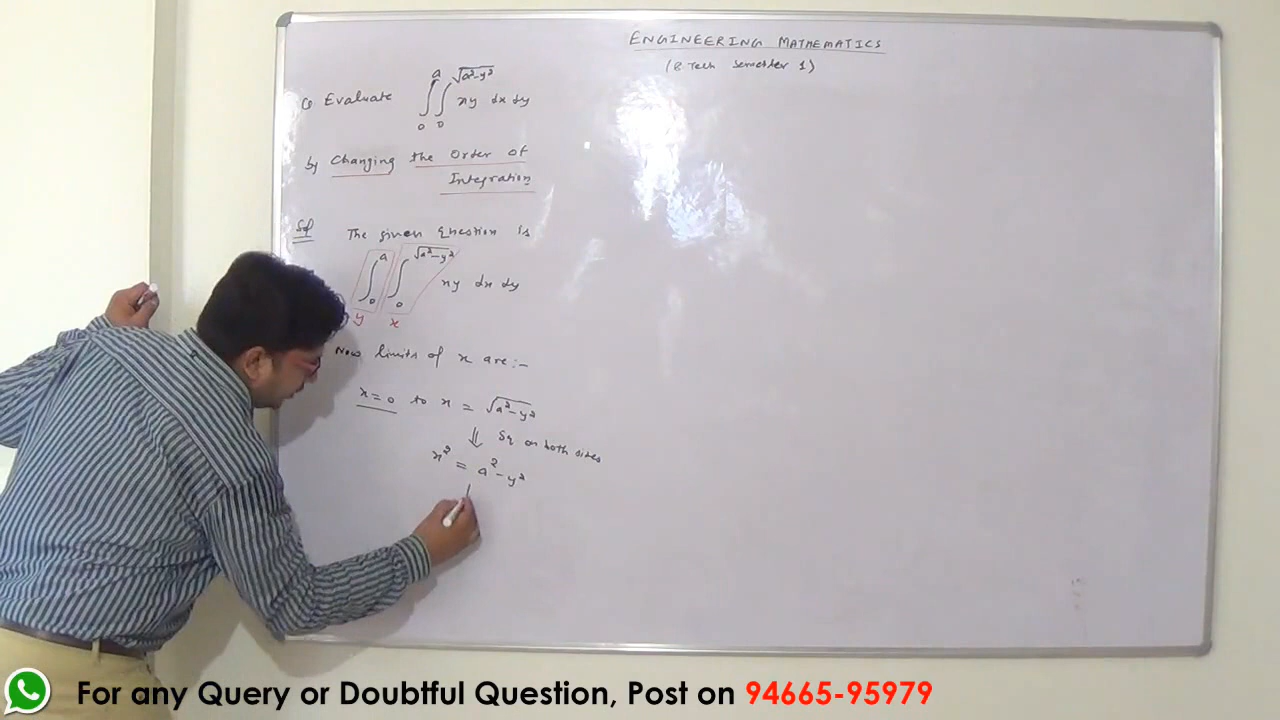 ENGINEERING MATHEMATICS
(B.Tech Semester 1)
Q Evaluate ∫₀ᵃ ∫₀^√(a²-y²) xy dx dy
by Changing the Order of
Integration
Sol The given question is
∫₀ᵃ ∫₀^√(a²-y²) xy dx dy
y x
Now limits of x are:-
x=0 to x = √(a²-y²)
⇓ Sq on both sides
x² = a²-y²
For any Query or Doubtful Question, Post on 94665-95979